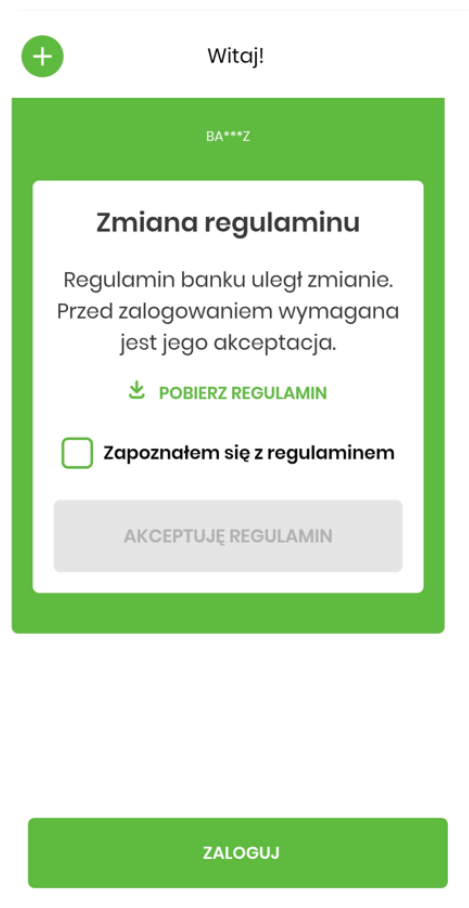 Witaj!
BA***Z
Zmiana regulaminu
Regulamin banku uległ zmianie.
Przed zalogowaniem wymagana
jest jego akceptacja.
POBIERZ REGULAMIN
Zapoznałem się z regulaminem
AKCEPTUJĘ REGULAMIN
ZALOGUJ